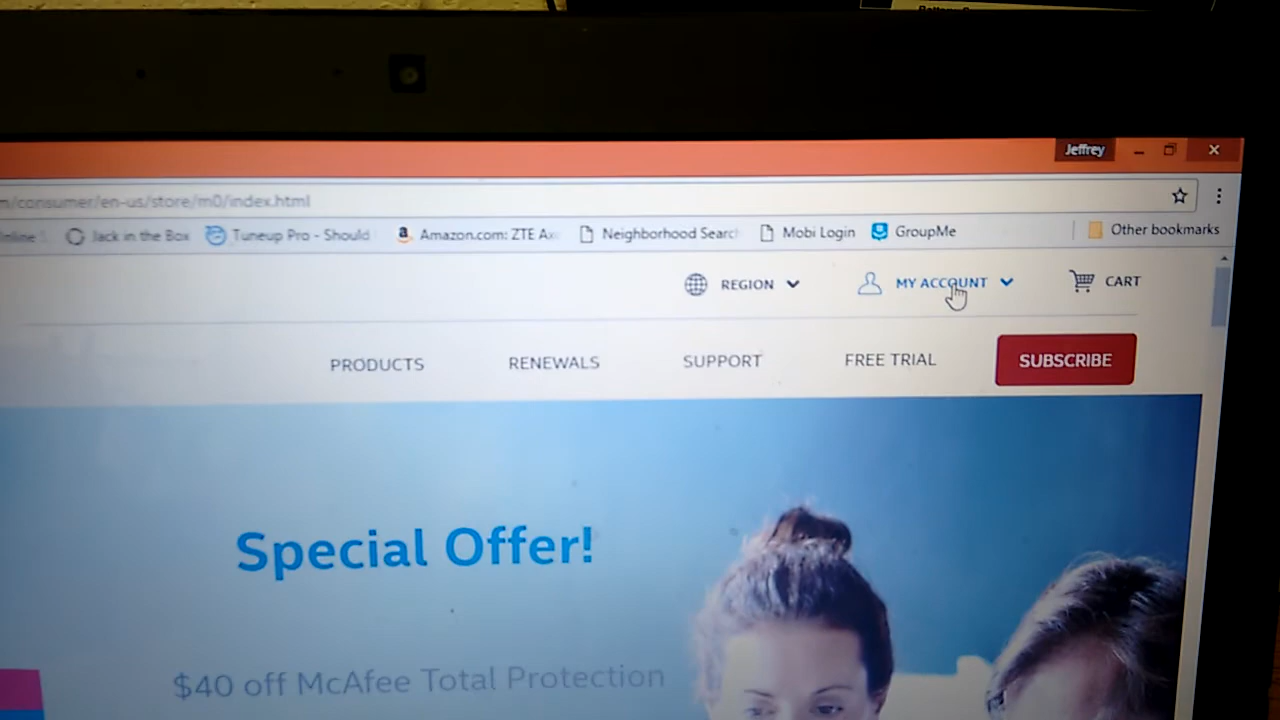 Jeffrey
m/consumer/en-us/store/m0/index.html
Jack in the Box
Tuneup Pro - Should
Amazon.com: ZTE Ax
Neighborhood Searc
Mobi Login
GroupMe
Other bookmarks
REGION
MY ACCOUNT
CART
PRODUCTS
RENEWALS
SUPPORT
FREE TRIAL
SUBSCRIBE
Special Offer!
$40 off McAfee Total Protection